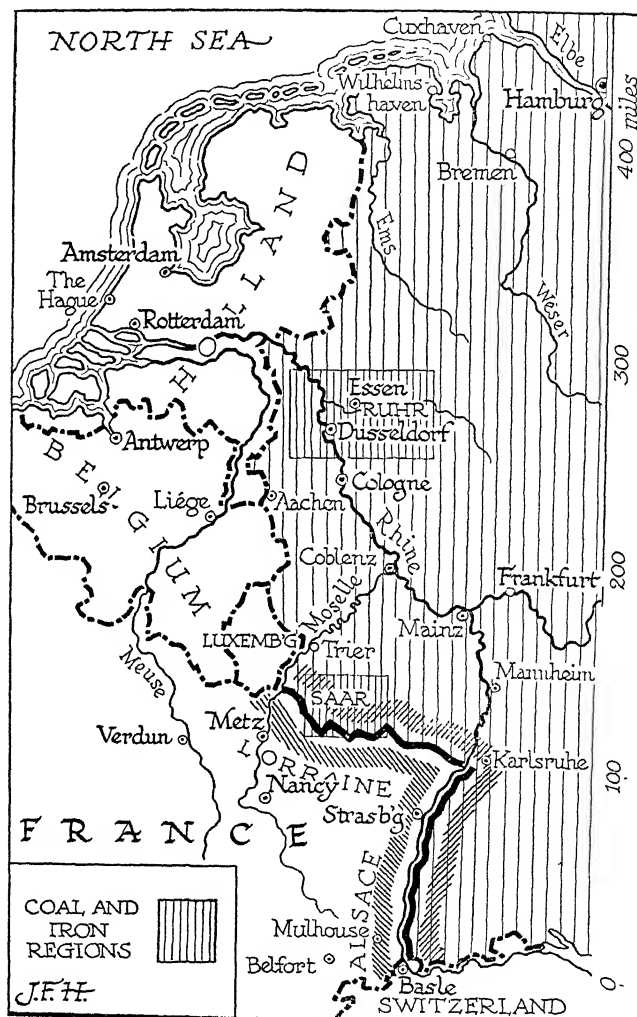 NORTH SEA
Cuxhaven
Elbe
Wilhelms-
haven
Hamburg
400 miles
Bremen
HOLLAND
Ems
Weser
Amsterdam
The
Hague
Rotterdam
300
Essen
RUHR
Dusseldorf
Antwerp
BELGIUM
Brussels
Liége
Aachen
Cologne
Rhine
Coblenz
200
Frankfurt
Moselle
Mainz
LUXEMB'G
Trier
Mannheim
Meuse
SAAR
Verdun
Metz
LORRAINE
Karlsruhe
100
Nancy
Strasb'g
FRANCE
ALSACE
COAL AND
IRON
REGIONS
Mulhouse
Belfort
J.F.H.
Basle
0
SWITZERLAND